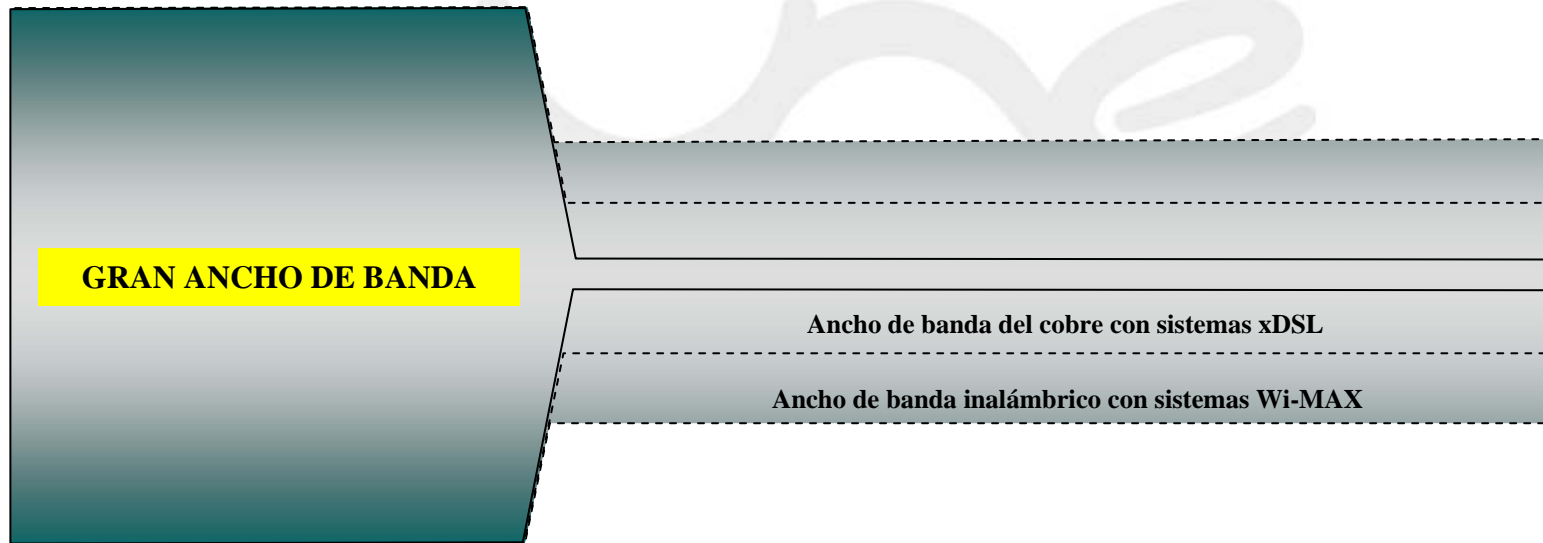 GRAN ANCHO DE BANDA
Ancho de banda del cobre con sistemas xDSL
Ancho de banda inalámbrico con sistemas Wi-MAX